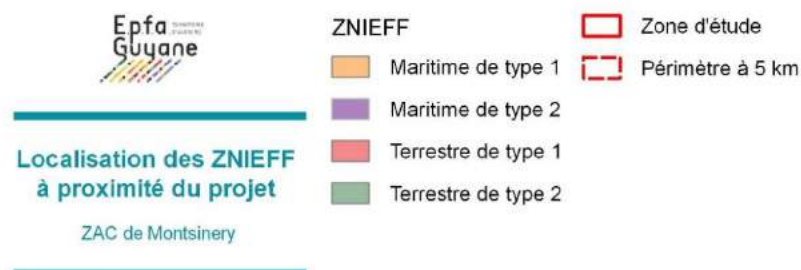 Epfa
Guyane
Localisation des ZNIEFF
à proximité du projet
ZAC de Montsinery
ZNIEFF
Maritime de type 1
Maritime de type 2
Terrestre de type 1
Terrestre de type 2
Zone d'étude
Périmètre à 5 km